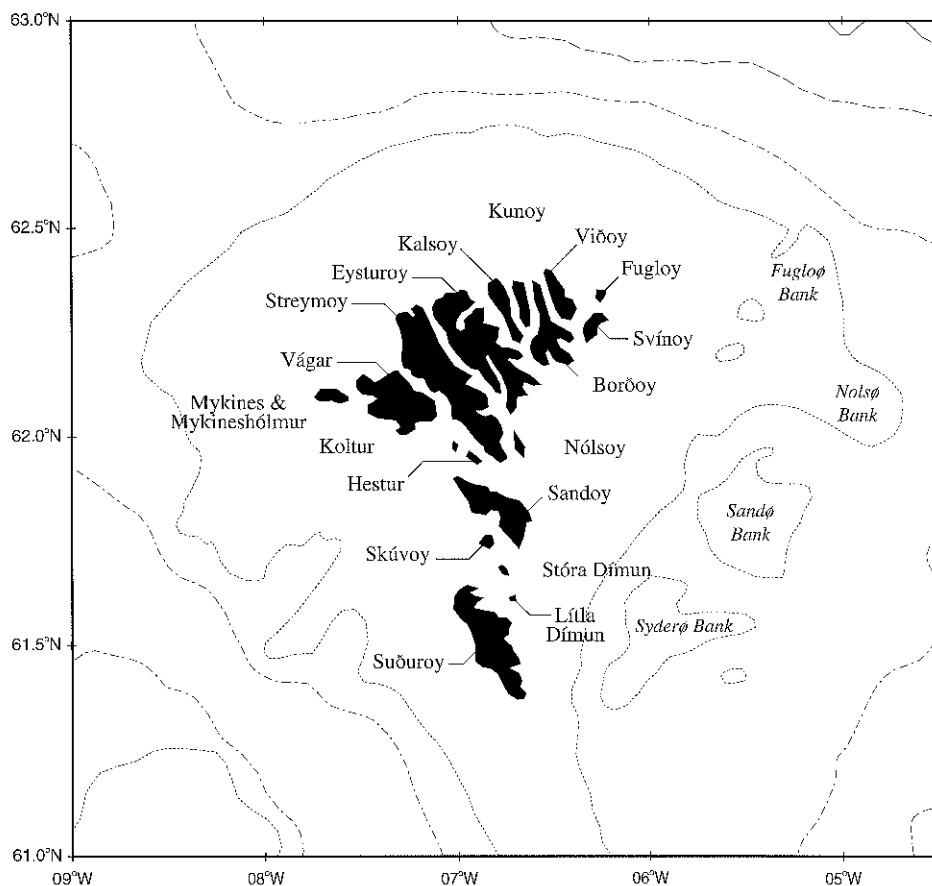 63.0°N
Kunoy
62.5°N
Viðoy
Kalsoy
Fugloy
Eysturoy
Fugloø
Bank
Streymoy
Svínoy
Vágar
Borðoy
Mykines &
Mykineshólmur
Nolsø
Bank
62.0°N
Koltur
Nólsoy
Hestur
Sandoy
Sandø
Bank
Skúvoy
Stóra Dímun
Lítla
Dímun
Syderø Bank
61.5°N
Suðuroy
61.0°N
09°W
08°W
07°W
06°W
05°W